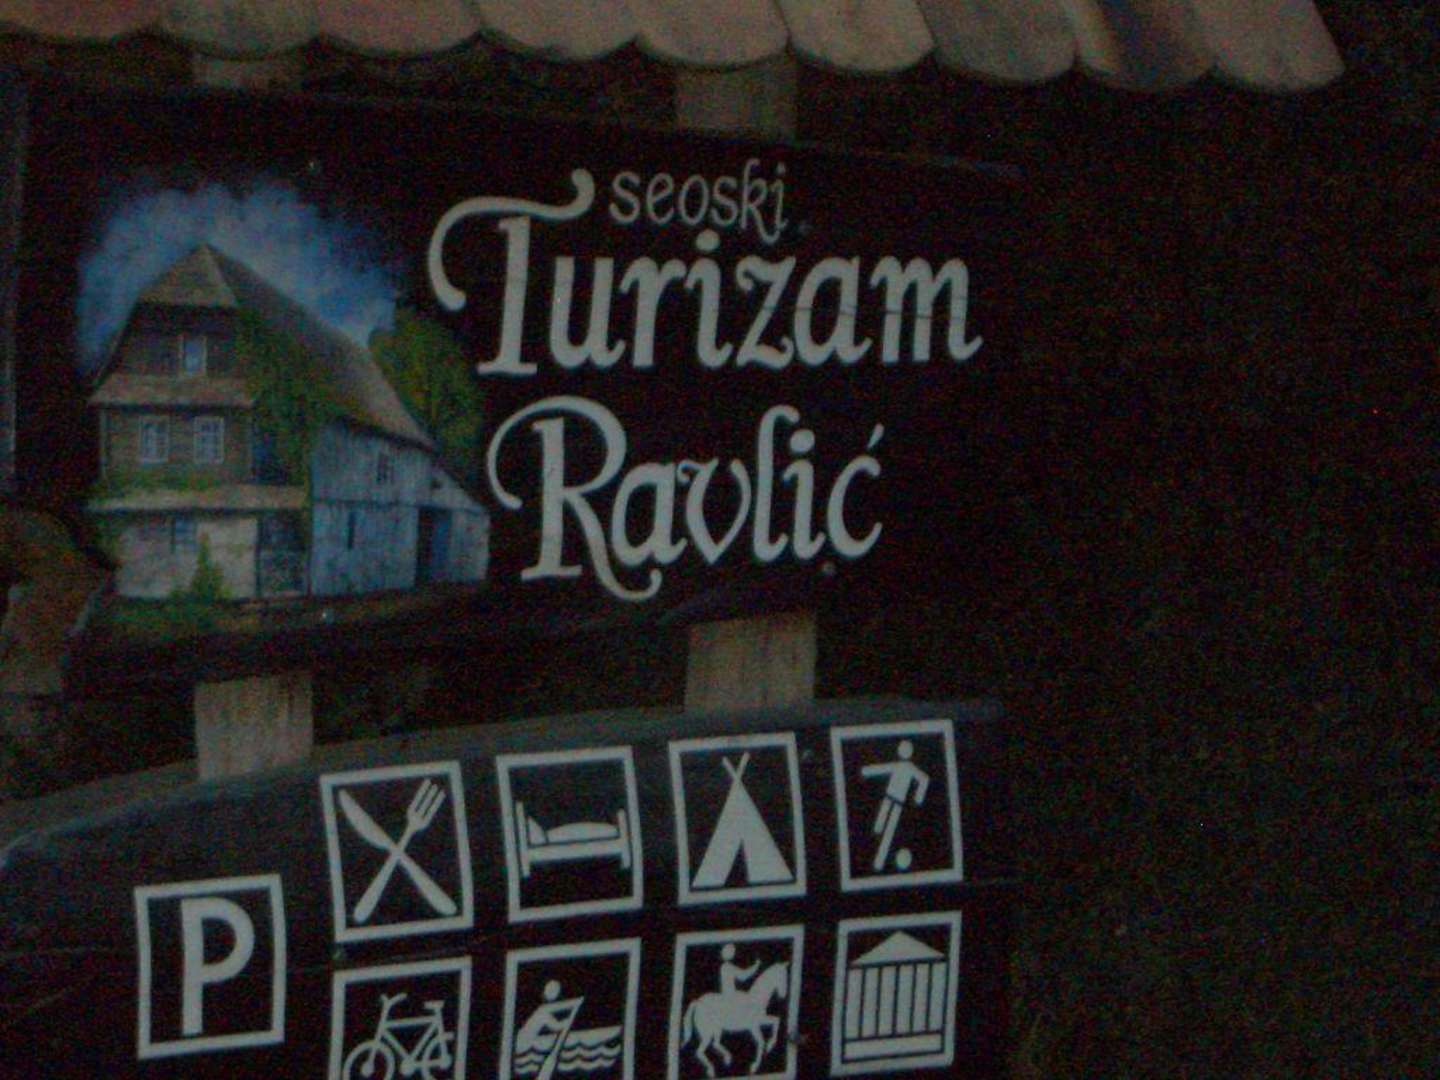 seoski
Turizam
Ravlić
P